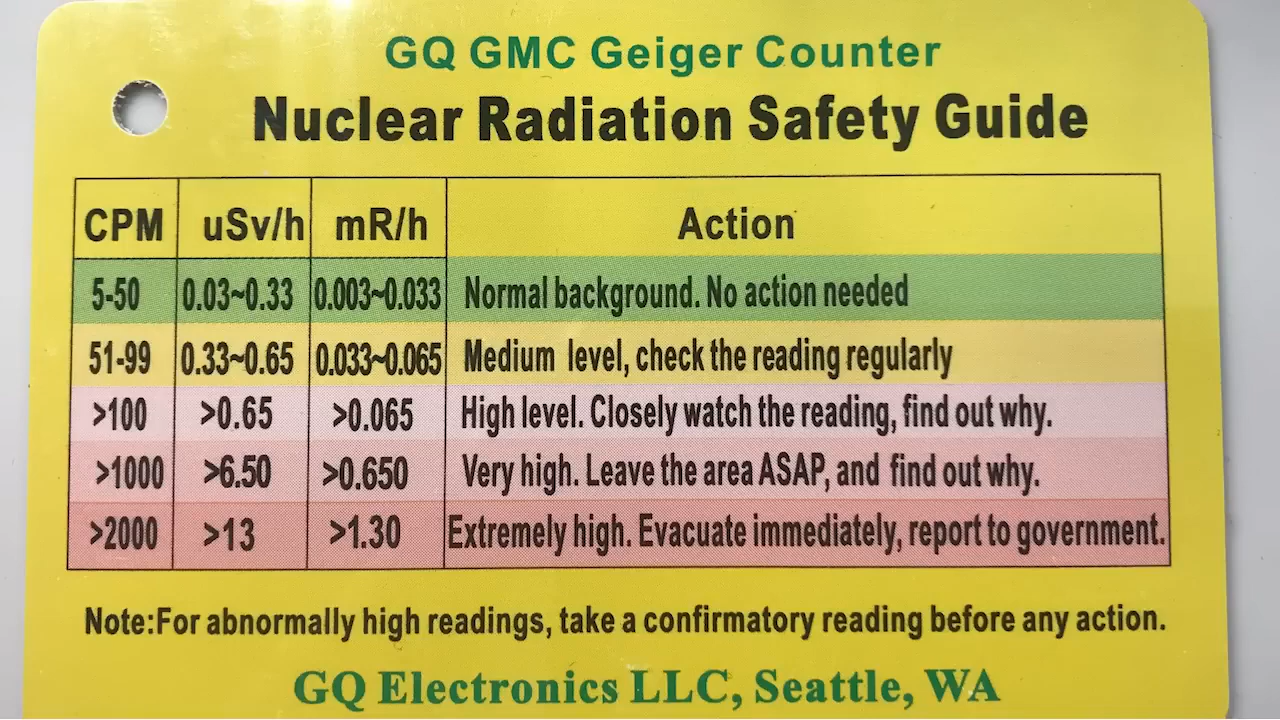 GQ GMC Geiger Counter
Nuclear Radiation Safety Guide
CPM uSv/h mR/h Action
5-50 0.03~0.33 0.003~0.033 Normal background. No action needed
51-99 0.33~0.65 0.033~0.065 Medium level, check the reading regularly
>100 >0.65 >0.065 High level. Closely watch the reading, find out why.
>1000 >6.50 >0.650 Very high. Leave the area ASAP, and find out why.
>2000 >13 >1.30 Extremely high. Evacuate immediately, report to government.
Note:For abnormally high readings, take a confirmatory reading before any action.
GQ Electronics LLC, Seattle, WA